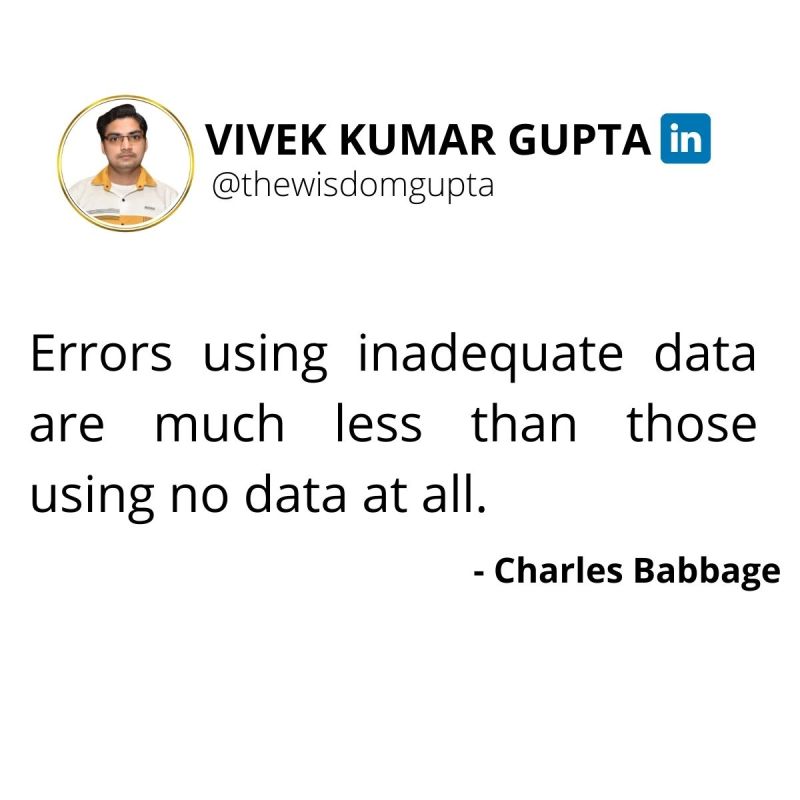 VIVEK KUMAR GUPTA in
@thewisdomgupta
Errors using inadequate data
are much less than those
using no data at all.
- Charles Babbage